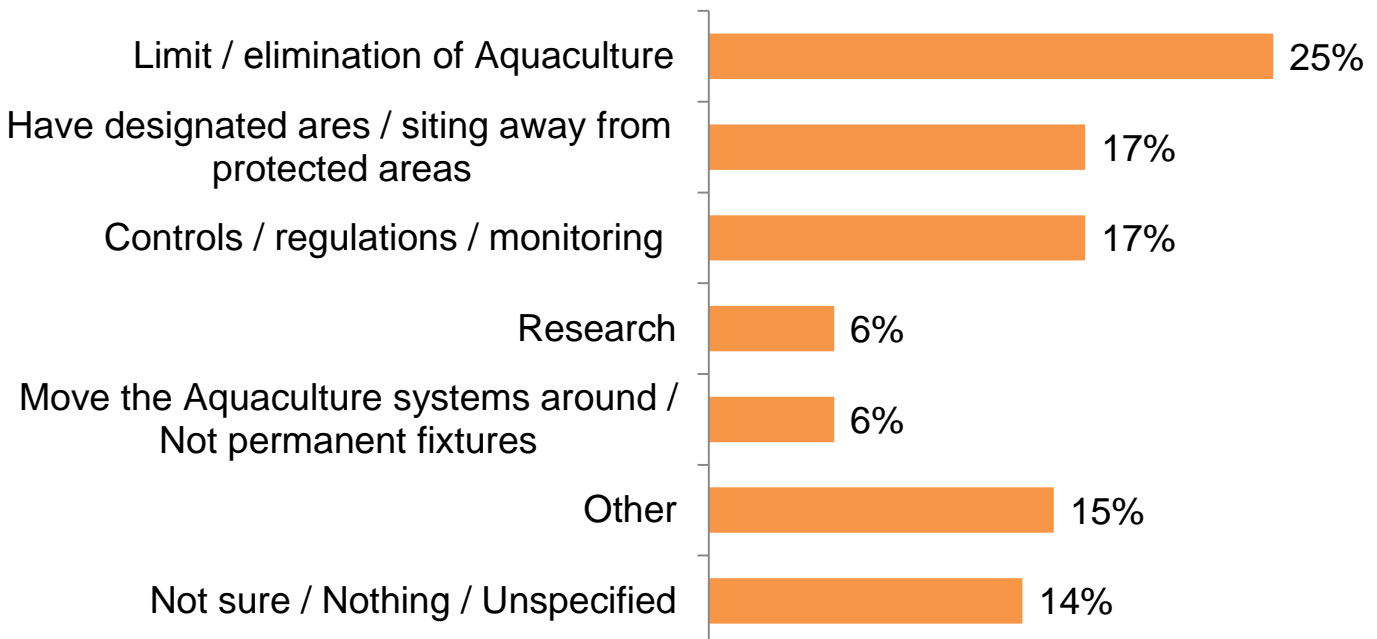 Limit / elimination of Aquaculture 25%
Have designated ares / siting away from
protected areas 17%
Controls / regulations / monitoring 17%
Research 6%
Move the Aquaculture systems around /
Not permanent fixtures 6%
Other 15%
Not sure / Nothing / Unspecified 14%